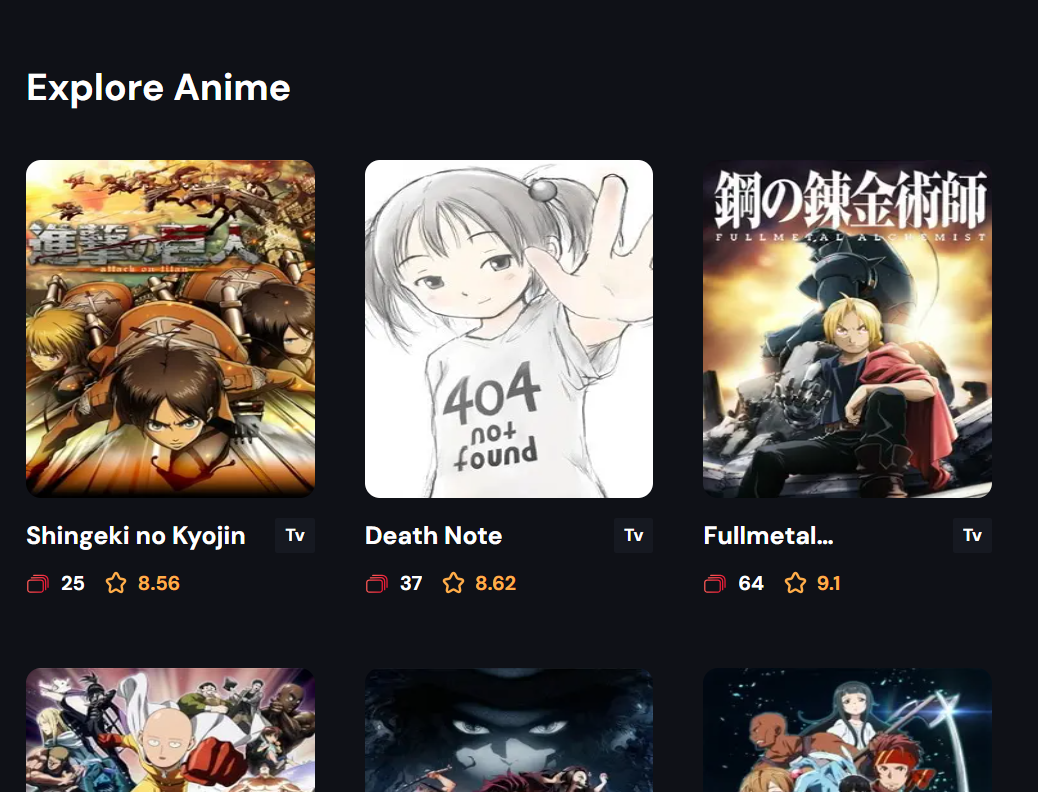 Explore Anime
進撃の巨人
attack on titan
404
not
found
鋼の錬金術師
FULLMETAL ALCHEMIST
Shingeki no Kyojin
Tv
Death Note
Tv
Fullmetal...
Tv
25
8.56
37
8.62
64
9.1